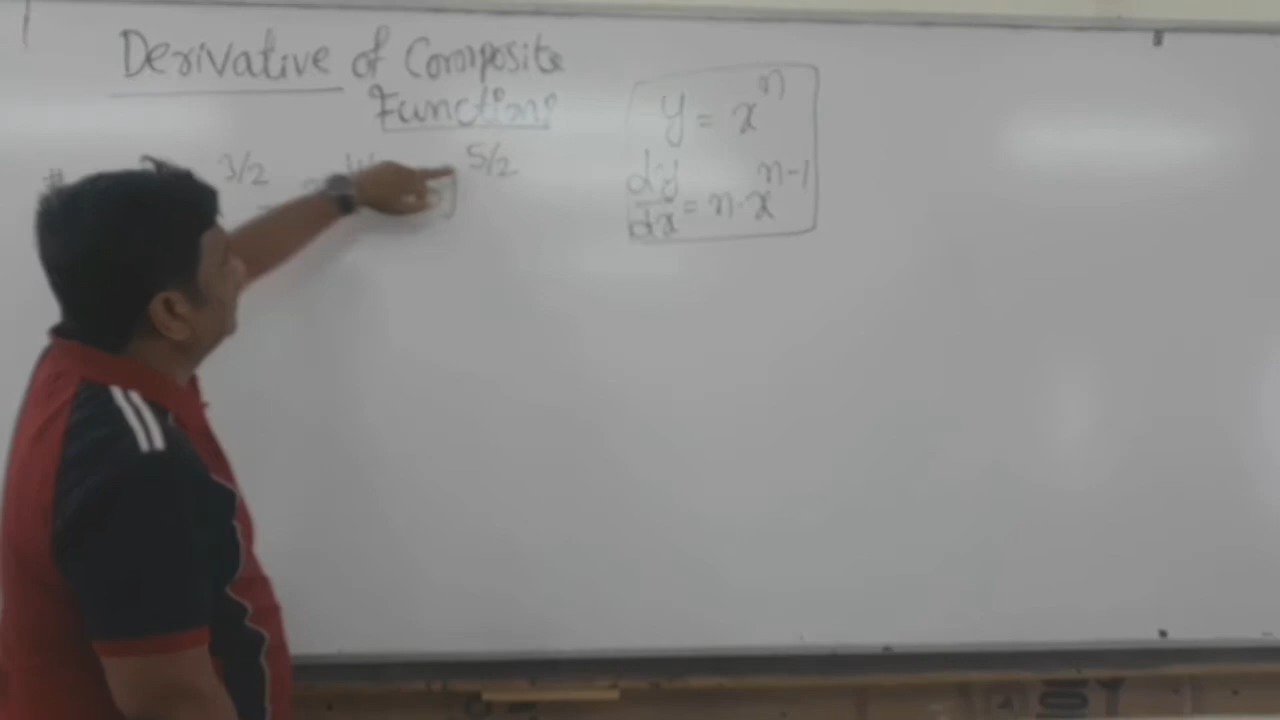 Derivative of Composite
Functions
# 3/2 5/2
y = x^n
dy/dx = n·x^n-1